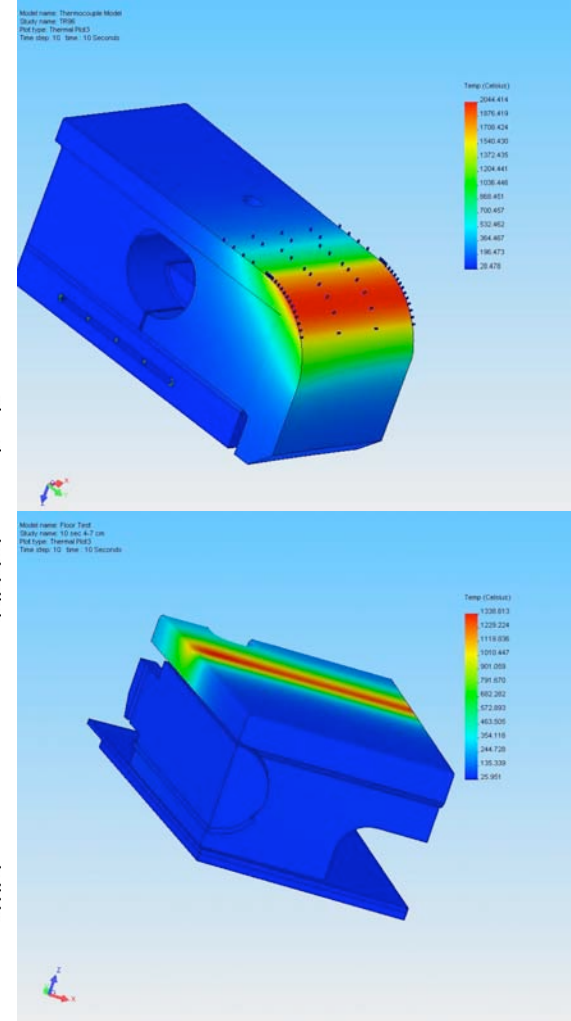 Model name: Thermocouple Model
Study name: TR96
Plot type: Thermal Plot3
Time step: 10 time : 10 Seconds
Temp (Celsius)
2044.414
1876.419
1708.424
1540.430
1372.435
1204.441
1036.446
868.451
700.457
532.462
364.467
196.473
28.478
X
Y
Z
Model name: Floor Test
Study name: 10 sec 4-7 cm
Plot type: Thermal Plot3
Time step: 10 time : 10 Seconds
Temp (Celsius)
1338.613
1229.224
1119.836
1010.447
901.059
791.670
682.282
572.893
463.505
354.116
244.728
135.339
25.951
Z
X